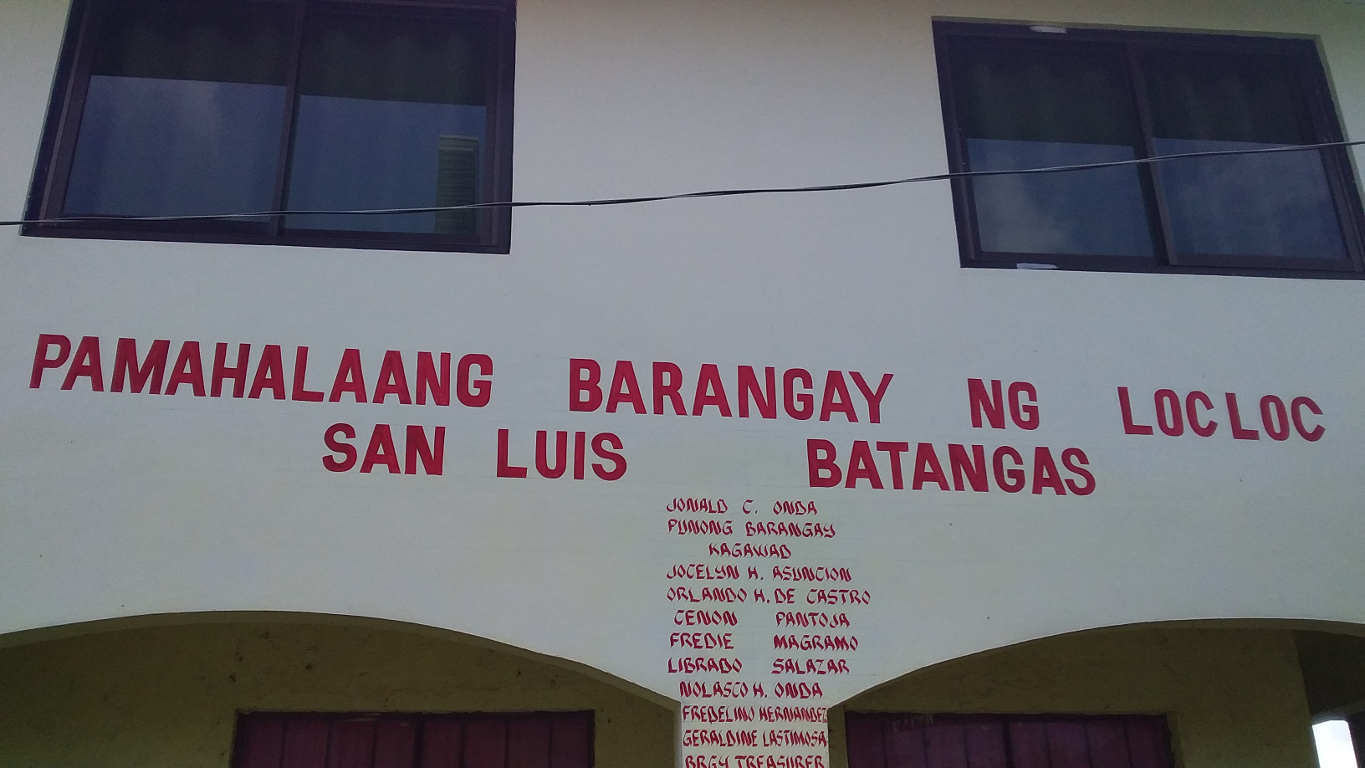 PAMAHALAANG BARANGAY NG LOCLOC
SAN LUIS BATANGAS
JONALD C. ONDA
PUNONG BARANGAY
KAGAWAD
JOCELYN H. ASUNCION
ORLANDO H. DE CASTRO
CENON PANTOJA
FREDIE MAGRAMO
LIBRADO SALAZAR
NOLASCO H. ONDA
FREDELINO HERNANDEZ
GERALDINE LASTIMOSA
BRGY TREASURER